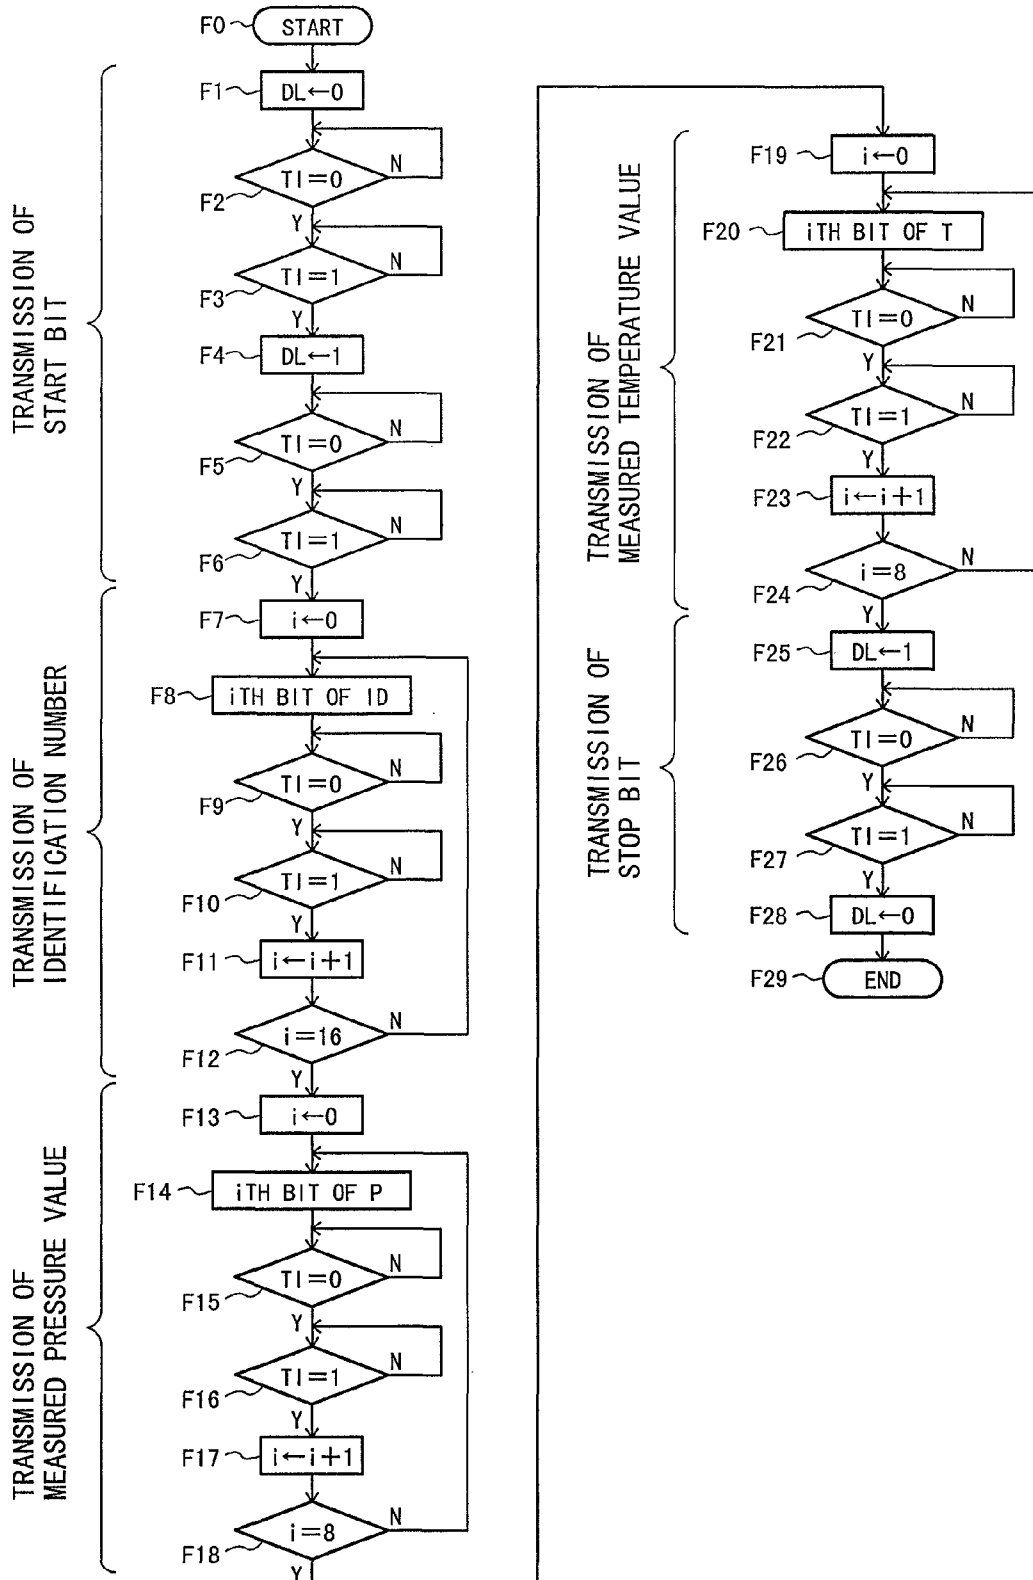 F0 START
F1 DL←0
F2 TI=0 N
Y
F3 TI=1 N
Y
F4 DL←1
F5 TI=0 N
Y
F6 TI=1 N
Y
TRANSMISSION OF
START BIT
F7 i←0
F8 iTH BIT OF ID
F9 TI=0 N
Y
F10 TI=1 N
Y
F11 i←i+1
F12 i=16 N
Y
TRANSMISSION OF
IDENTIFICATION NUMBER
F13 i←0
F14 iTH BIT OF P
F15 TI=0 N
Y
F16 TI=1 N
Y
F17 i←i+1
F18 i=8 N
Y
TRANSMISSION OF
MEASURED PRESSURE VALUE
F19 i←0
F20 iTH BIT OF T
F21 TI=0 N
Y
F22 TI=1 N
Y
F23 i←i+1
F24 i=8 N
Y
TRANSMISSION OF
MEASURED TEMPERATURE VALUE
F25 DL←1
F26 TI=0 N
Y
F27 TI=1 N
Y
F28 DL←0
TRANSMISSION OF
STOP BIT
F29 END